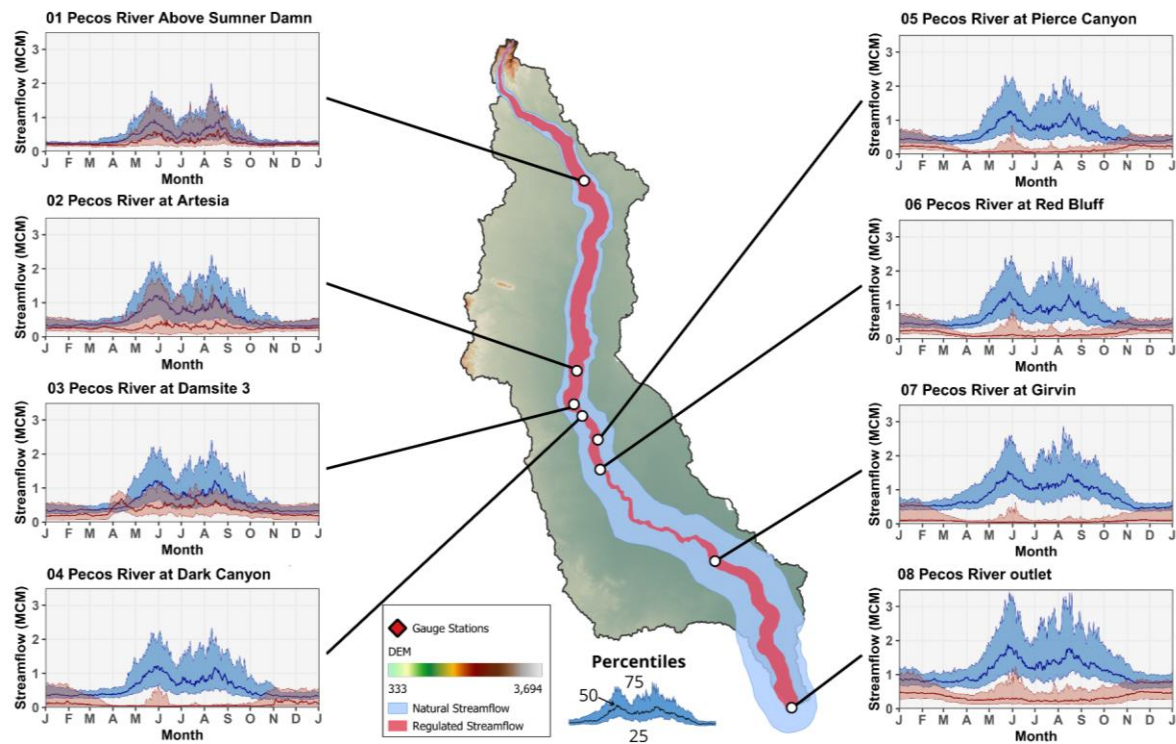 01 Pecos River Above Sumner Damn
Streamflow (MCM)
3
2
1
0
J F M A M J J A S O N D J
Month
02 Pecos River at Artesia
Streamflow (MCM)
3
2
1
0
J F M A M J J A S O N D J
Month
03 Pecos River at Damsite 3
Streamflow (MCM)
3
2
1
0
J F M A M J J A S O N D J
Month
04 Pecos River at Dark Canyon
Streamflow (MCM)
3
2
1
0
J F M A M J J A S O N D J
Month
Gauge Stations
DEM
333 3,694
Natural Streamflow
Regulated Streamflow
Percentiles
75
50
25
05 Pecos River at Pierce Canyon
Streamflow (MCM)
3
2
1
0
J F M A M J J A S O N D J
Month
06 Pecos River at Red Bluff
Streamflow (MCM)
3
2
1
0
J F M A M J J A S O N D J
Month
07 Pecos River at Girvin
Streamflow (MCM)
3
2
1
0
J F M A M J J A S O N D J
Month
08 Pecos River outlet
Streamflow (MCM)
3
2
1
0
J F M A M J J A S O N D J
Month